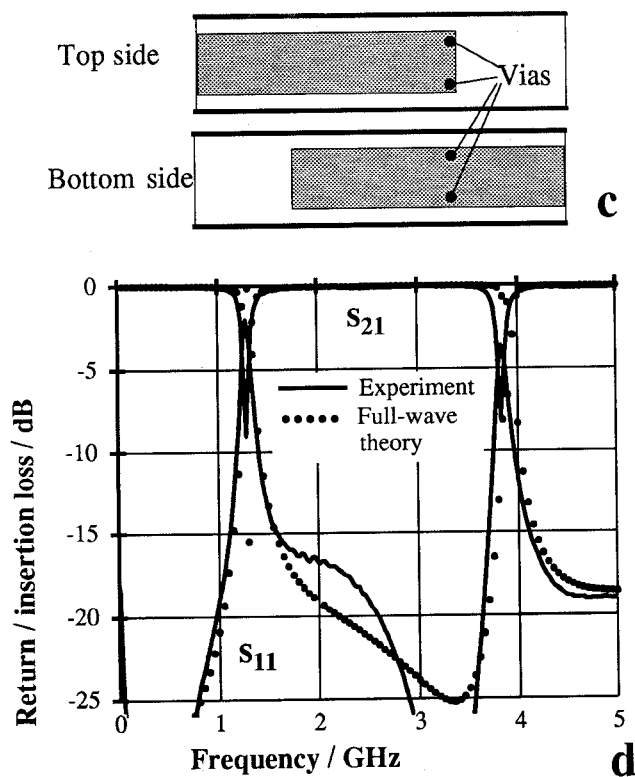 Top side
Vias
Bottom side
c
0
-5
-10
-15
-20
-25
Return / insertion loss / dB
S21
Experiment
Full-wave
theory
S11
0
1
2
3
4
5
Frequency / GHz
d